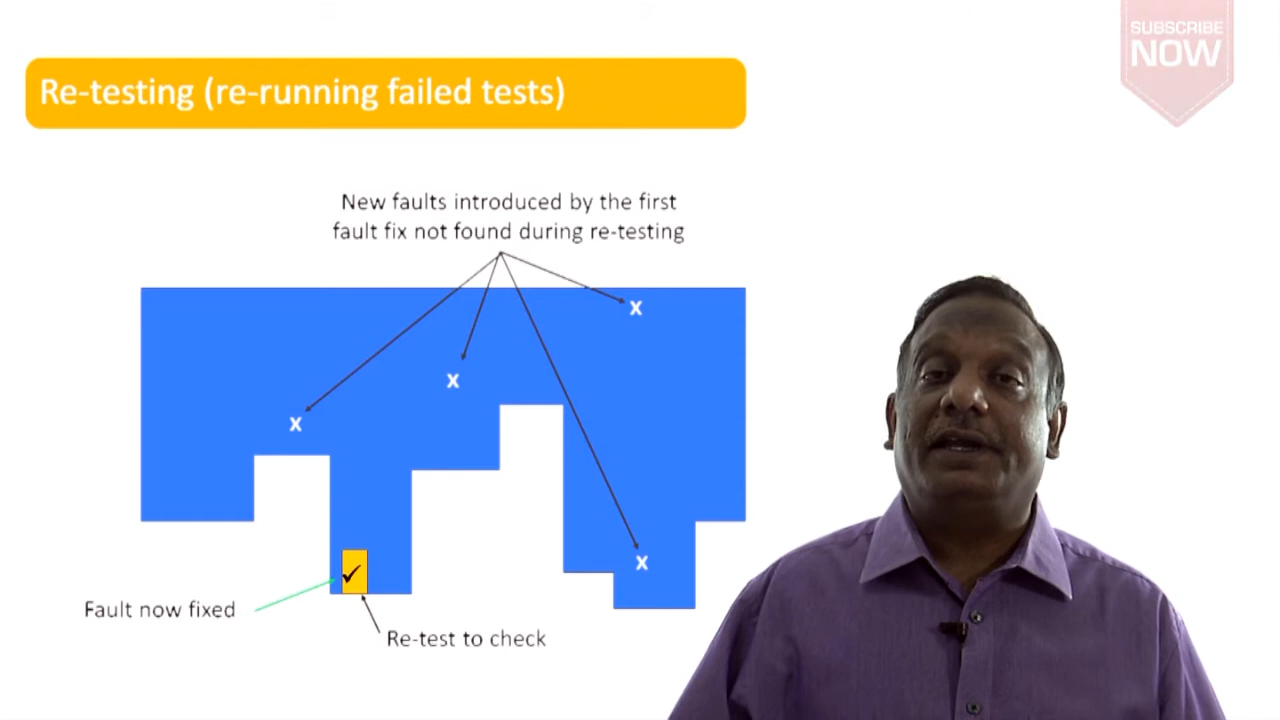 SUBSCRIBE
NOW
Re-testing (re-running failed tests)
New faults introduced by the first
fault fix not found during re-testing
x
x
x
x
Fault now fixed
Re-test to check